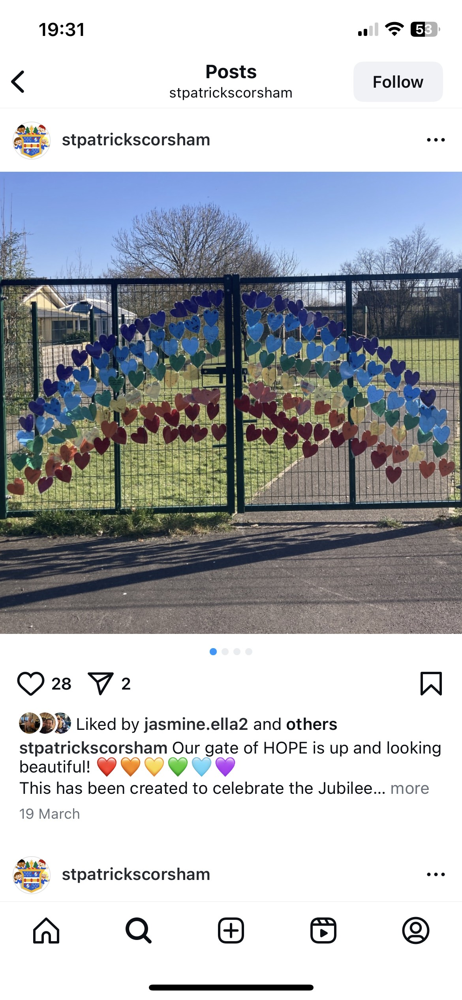 19:31
53
Posts
stpatrickscorsham
Follow
stpatrickscorsham
28
2
Liked by jasmine.ella2 and others
stpatrickscorsham Our gate of HOPE is up and looking
beautiful! ❤️🧡💛💚🩵💜
This has been created to celebrate the Jubilee... more
19 March
stpatrickscorsham